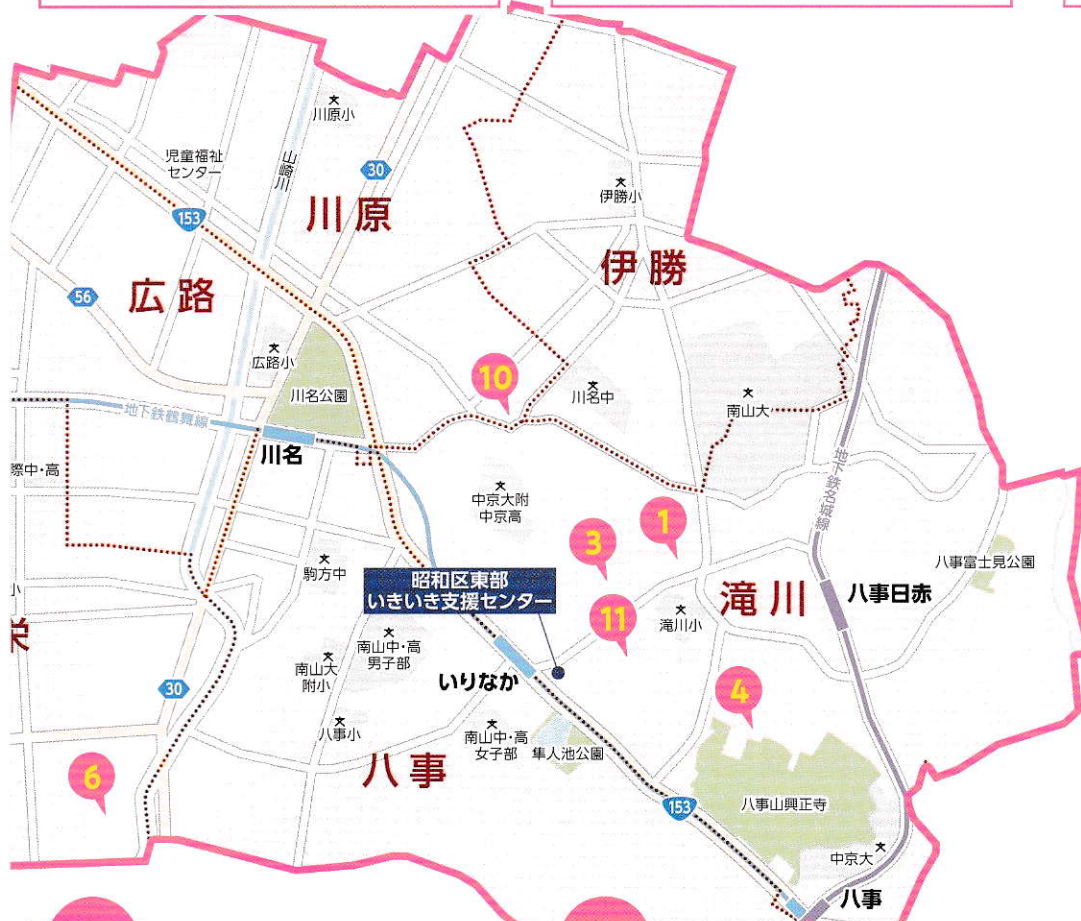 川原小
児童福祉
センター
山崎川
30
153
川原
伊勝小
伊勝
広路
56
広路小
川名公園
10
川名中
南山大
地下鉄鶴舞線
川名
際中・高
中京大附
中京高
1
3
地下鉄名城線
八事富士見公園
駒方中
昭和区東部
いきいき支援センター
滝川
八事日赤
小
栄
11
滝川小
南山中・高
男子部
南山大
附小
いりなか
30
4
八事小
南山中・高
女子部
隼人池公園
八事
6
153
八事山興正寺
中京大
八事